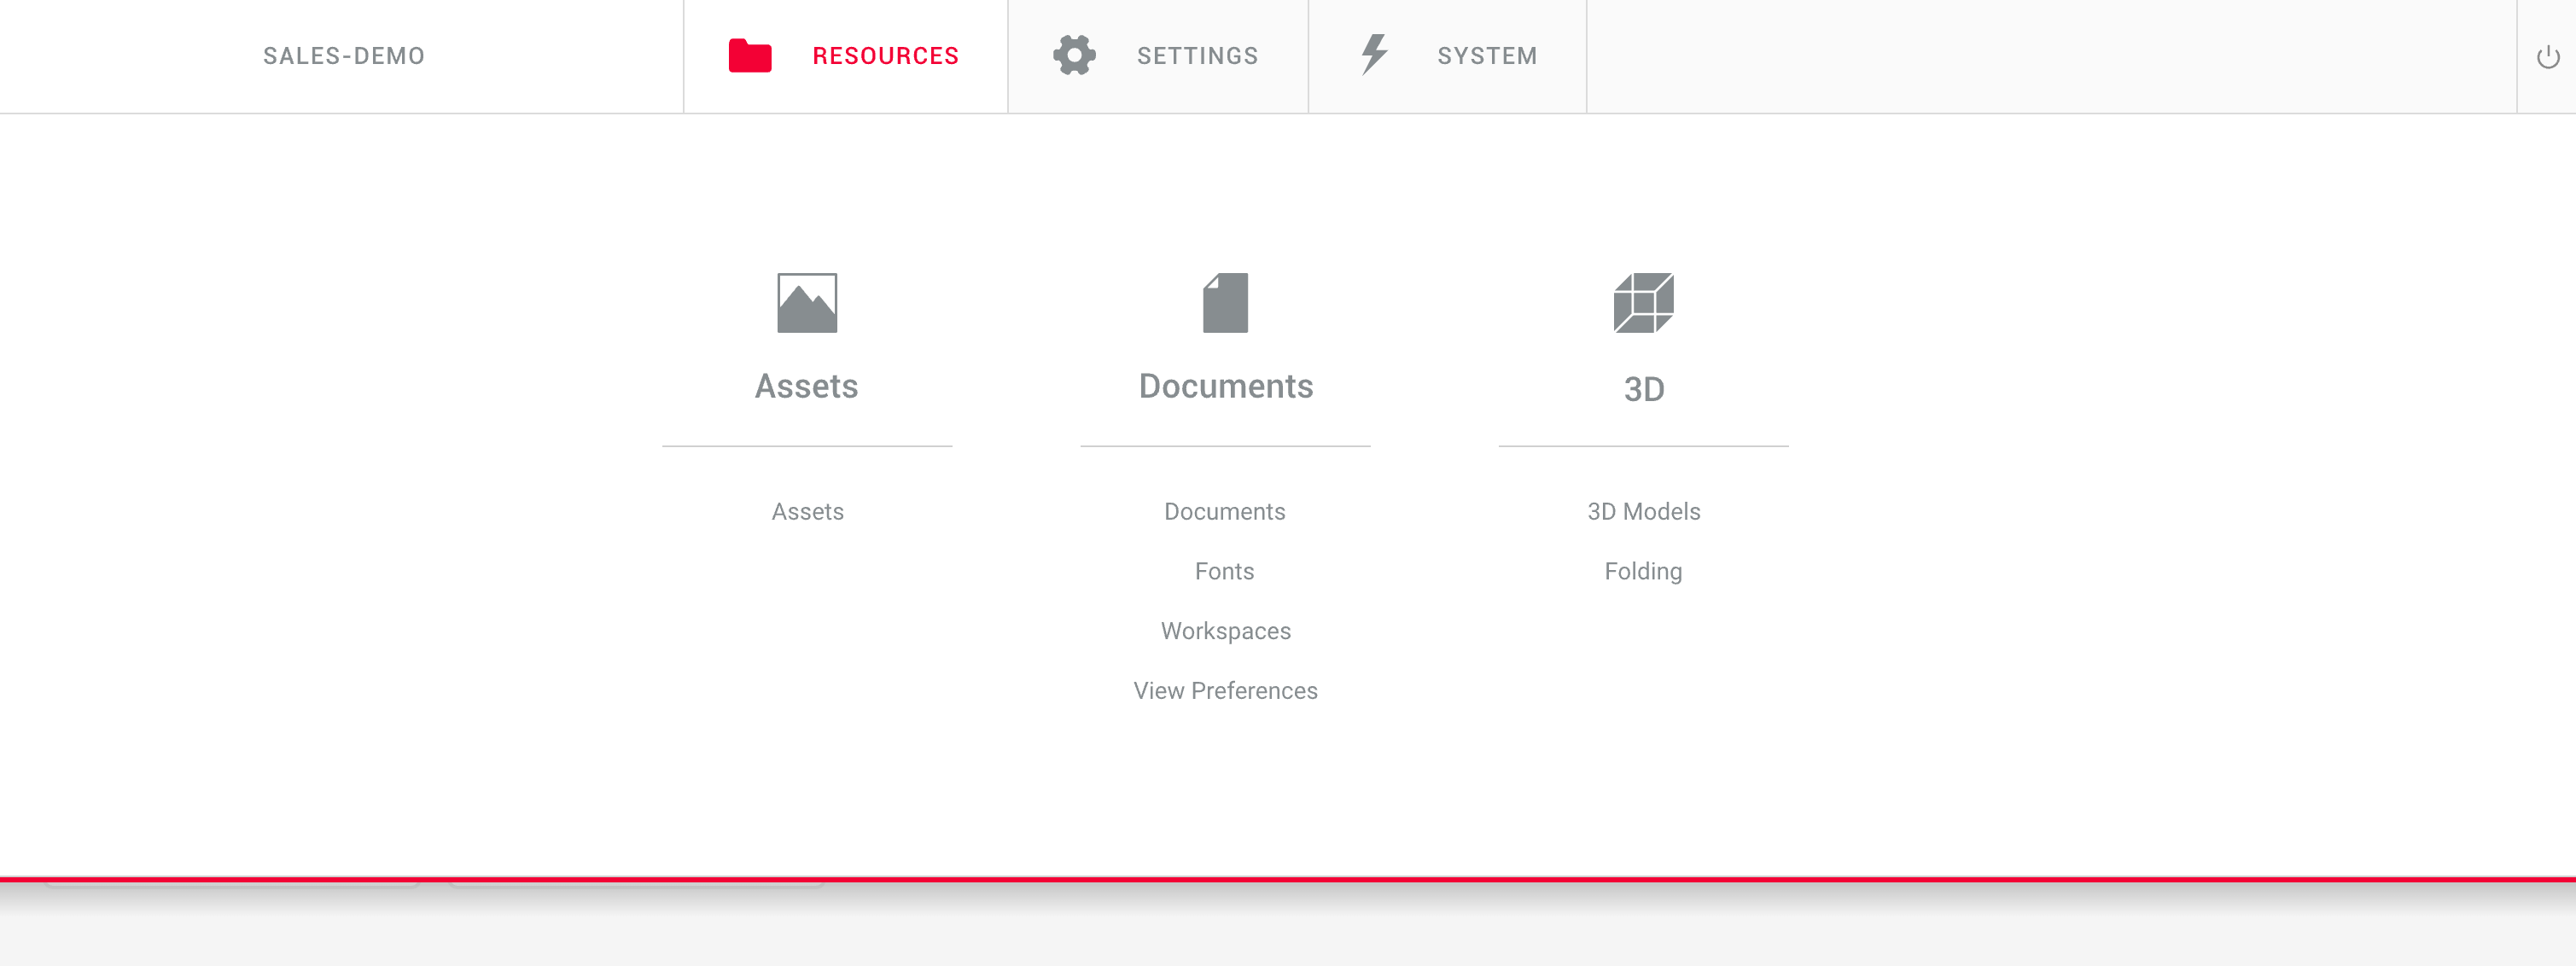 SALES-DEMO
RESOURCES
SETTINGS
SYSTEM
Assets
Assets
Documents
Documents
Fonts
Workspaces
View Preferences
3D
3D Models
Folding